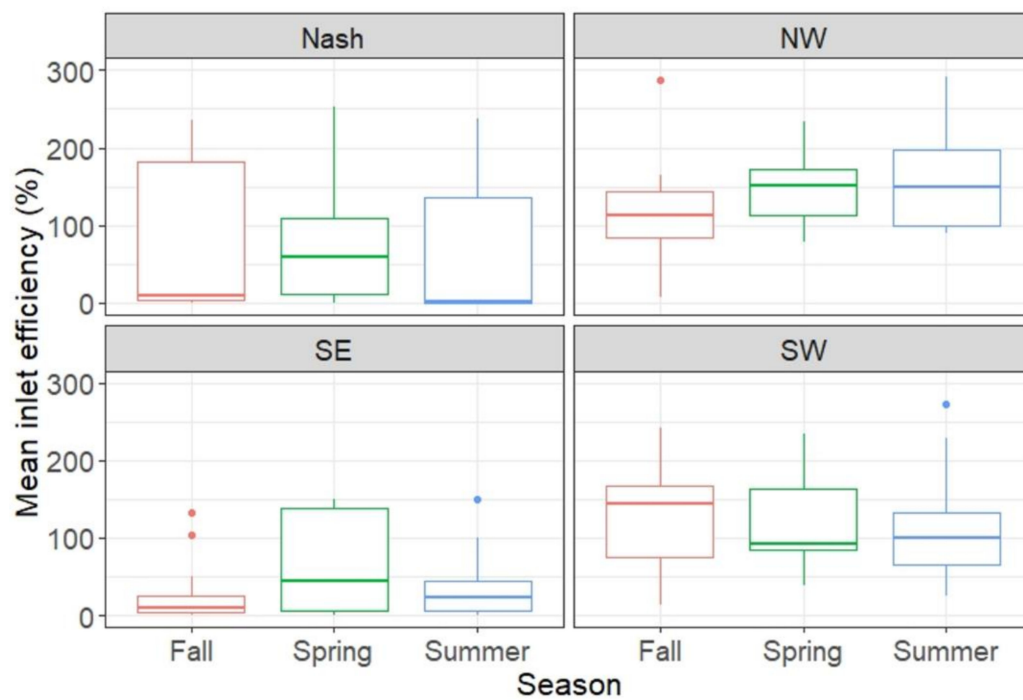 Nash
NW
300
200
100
0
SE
SW
300
200
100
0
Mean inlet efficiency (%)
Fall
Spring
Summer
Fall
Spring
Summer
Season